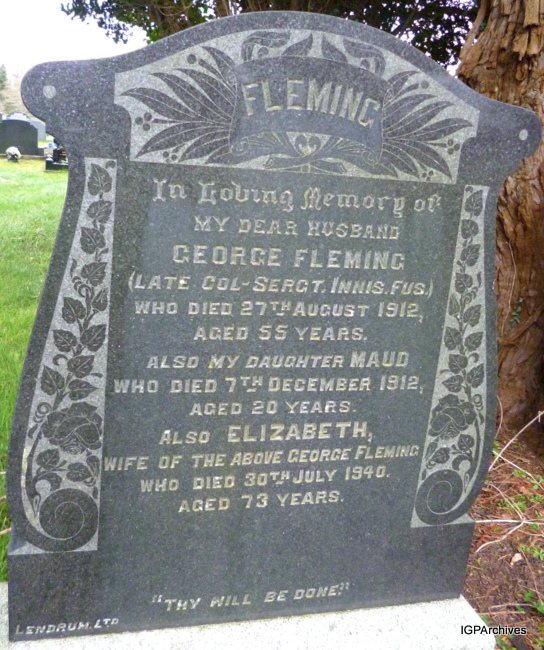 FLEMING
In Loving Memory of
MY DEAR HUSBAND
GEORGE FLEMING
(LATE COL-SERGT. INNIS. FUS.)
WHO DIED 27TH AUGUST 1912,
AGED 55 YEARS.
ALSO MY DAUGHTER MAUD
WHO DIED 7TH DECEMBER 1912,
AGED 20 YEARS.
ALSO ELIZABETH,
WIFE OF THE ABOVE GEORGE FLEMING
WHO DIED 30TH JULY 1940.
AGED 73 YEARS.
"THY WILL BE DONE."
LENDRUM. LTD
IGPArchives.